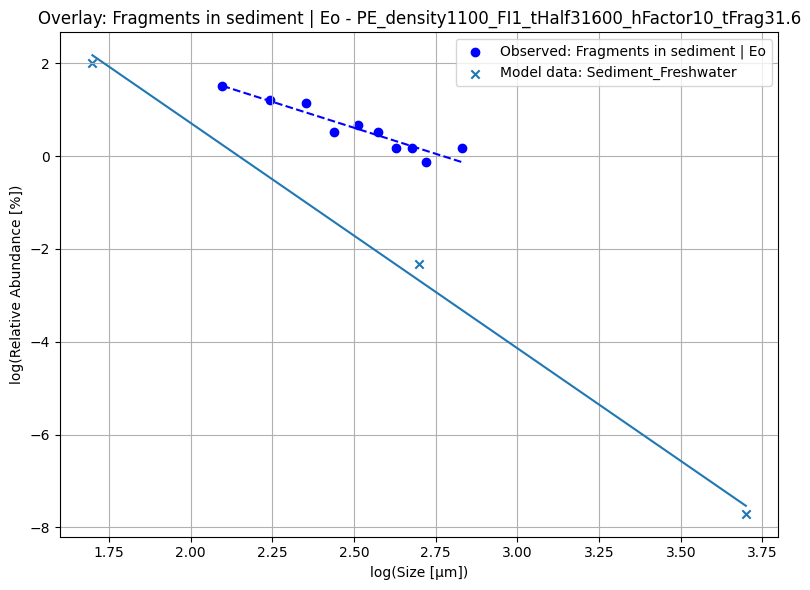 Overlay: Fragments in sediment | Eo - PE_density1100_FI1_tHalf31600_hFactor10_tFrag31.6
Observed: Fragments in sediment | Eo
Model data: Sediment_Freshwater
log(Relative Abundance [%])
2
0
−2
−4
−6
−8
1.75 2.00 2.25 2.50 2.75 3.00 3.25 3.50 3.75
log(Size [µm])